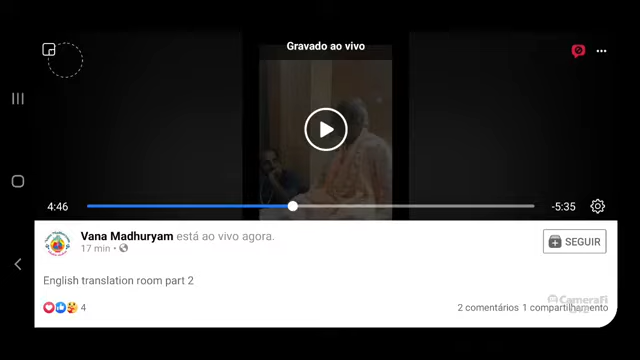 Gravado ao vivo
4:46
-5:35
Vana Madhuryam está ao vivo agora.
17 min •
SEGUIR
English translation room part 2
4
2 comentários 1 compartilhamento
CameraFi
LIVE